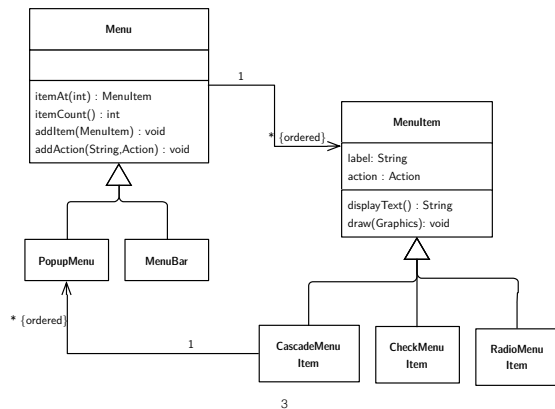 Menu
itemAt(int) : MenuItem
itemCount() : int
addItem(MenuItem) : void
addAction(String,Action) : void
1
* {ordered}
MenuItem
label: String
action : Action
displayText() : String
draw(Graphics): void
PopupMenu
MenuBar
* {ordered}
1
CascadeMenu
Item
CheckMenu
Item
RadioMenu
Item
3